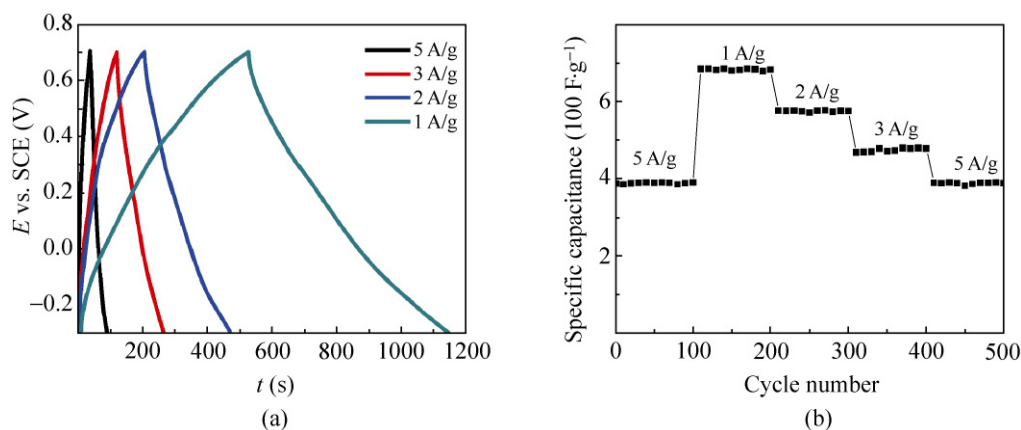 0.8
0.6
0.4
0.2
0.0
−0.2
E vs. SCE (V)
5 A/g
3 A/g
2 A/g
1 A/g
200 400 600 800 1000 1200
t (s)
(a)
6
4
2
Specific capacitance (100 F·g⁻¹)
5 A/g
1 A/g
2 A/g
3 A/g
5 A/g
0 100 200 300 400 500
Cycle number
(b)